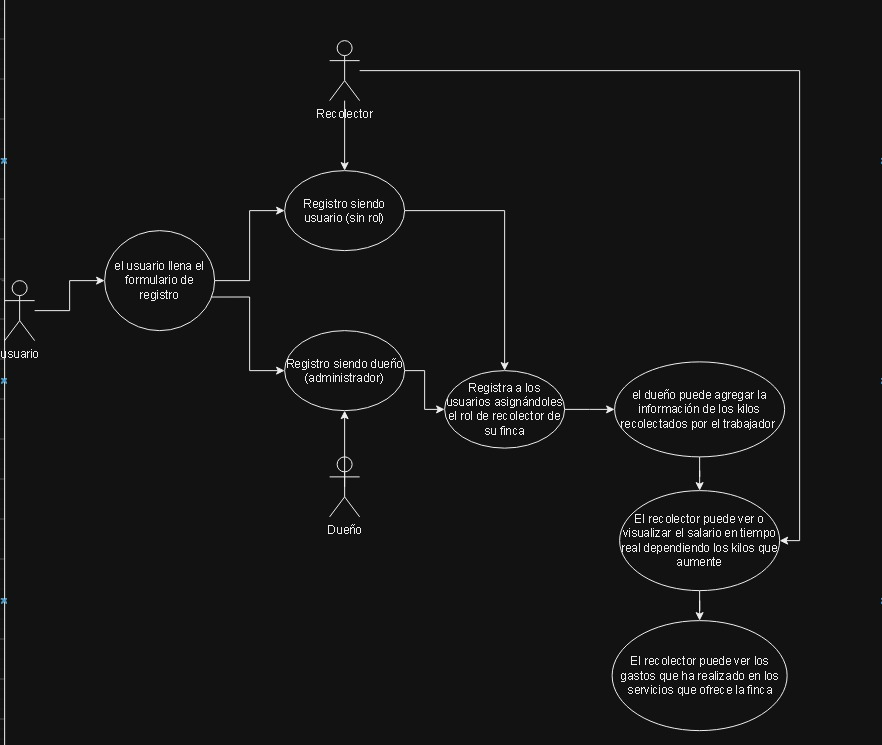 Recolector
Registro siendo
usuario (sin rol)
el usuario llena el
formulario de
registro
usuario
Registro siendo dueño
(administrador)
Registra a los
usuarios asignándoles
el rol de recolector de
su finca
el dueño puede agregar la
información de los kilos
recolectados por el trabajador
Dueño
El recolector puede ver o
visualizar el salario en tiempo
real dependiendo los kilos que
aumente
El recolector puede ver los
gastos que ha realizado en los
servicios que ofrece la finca